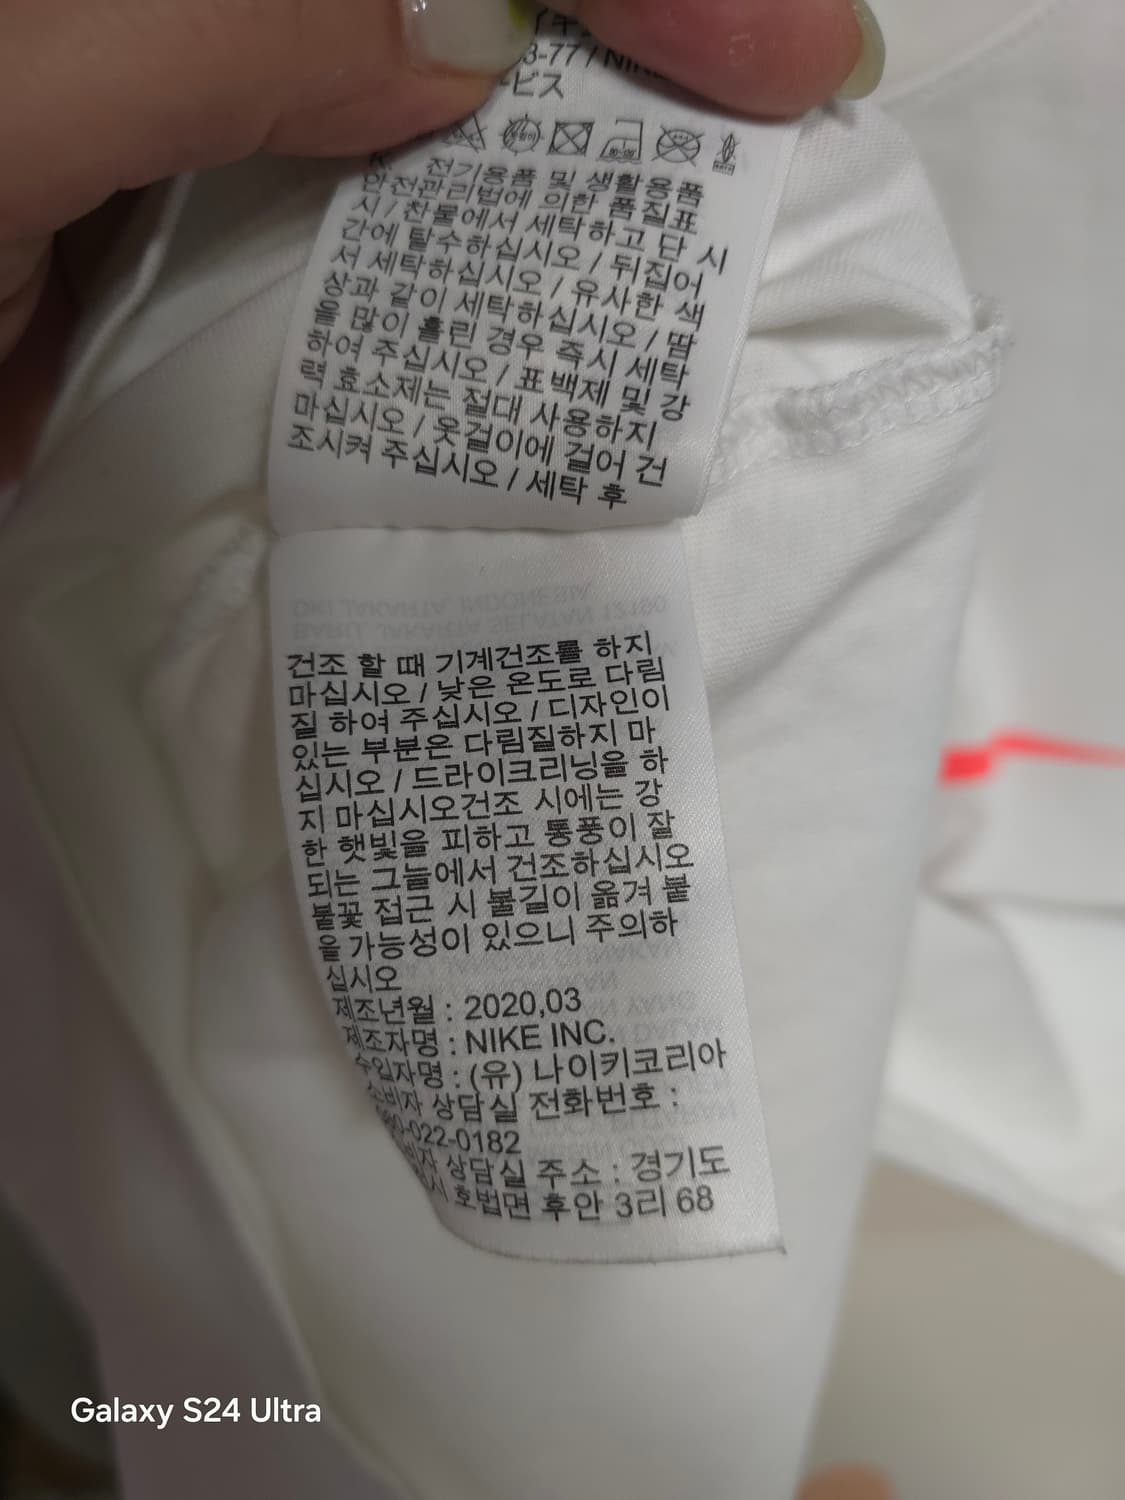 3-77 / NIKE
ービス
전기용품 및 생활용품
안전관리법에 의한 품질표
시 / 찬물에서 세탁하고 단 시
간에 탈수하십시오 / 뒤집어
서 세탁하십시오 / 유사한 색
상과 같이 세탁하십시오 / 땀
을 많이 흘린 경우 즉시 세탁
하여 주십시오 / 표백제 및 강
력 효소제는 절대 사용하지
마십시오 / 옷걸이에 걸어 건
조시켜 주십시오 / 세탁 후
건조 할 때 기계건조를 하지
마십시오 / 낮은 온도로 다림
질 하여 주십시오 / 디자인이
있는 부분은 다림질하지 마
십시오 / 드라이크리닝을 하
지 마십시오건조 시에는 강
한 햇빛을 피하고 통풍이 잘
되는 그늘에서 건조하십시오
불꽃 접근 시 불길이 옮겨 붙
을 가능성이 있으니 주의하
십시오
제조년월 : 2020,03
제조자명 : NIKE INC.
수입자명 : (유) 나이키코리아
소비자 상담실 전화번호 :
080-022-0182
비자 상담실 주소 : 경기도
시 호법면 후안 3리 68
Galaxy S24 Ultra